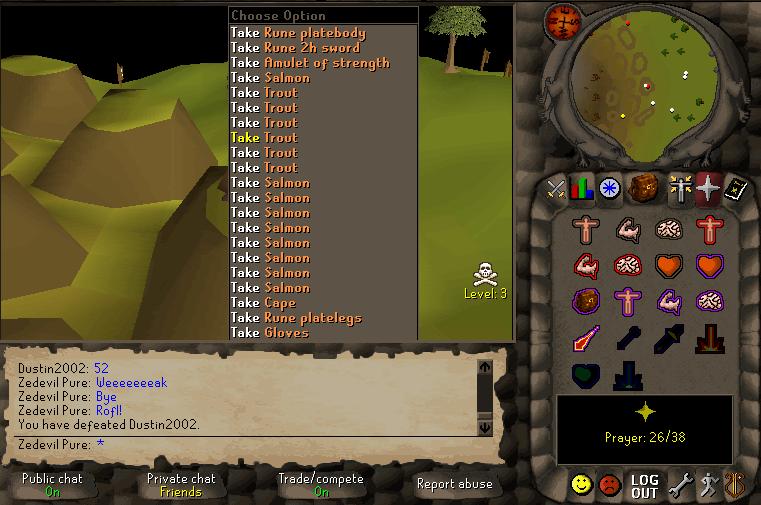 Choose Option
Take Rune platebody
Take Rune 2h sword
Take Amulet of strength
Take Salmon
Take Trout
Take Trout
Take Trout
Take Trout
Take Trout
Take Trout
Take Salmon
Take Salmon
Take Salmon
Take Salmon
Take Salmon
Take Salmon
Take Salmon
Take Salmon
Take Cape
Take Rune platelegs
Take Gloves
Level: 3
Dustin2002: 52
Zedevil Pure: Weeeeeeeak
Zedevil Pure: Bye
Zedevil Pure: Rofl!
You have defeated Dustin2002.
Zedevil Pure: *
Public chat
On
Private chat
Friends
Trade/compete
On
Report abuse
Prayer: 26/38
LOG
OUT